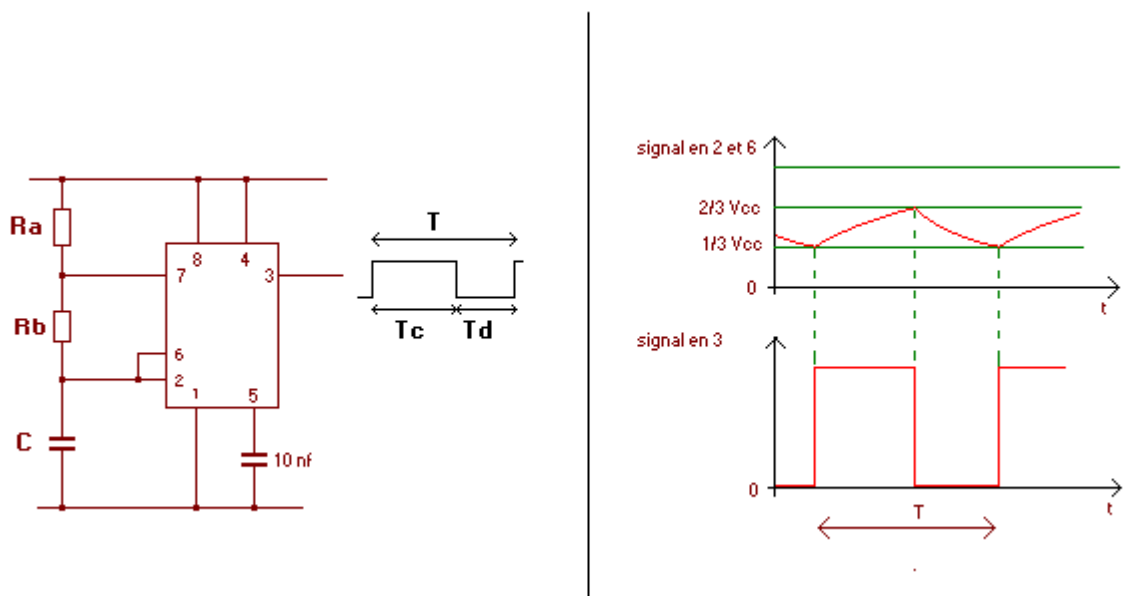 Ra
8
4
7
3
Rb
6
2
1
5
C
10 nf
T
Tc
Td
signal en 2 et 6
2/3 Vcc
1/3 Vcc
0
t
signal en 3
0
t
T